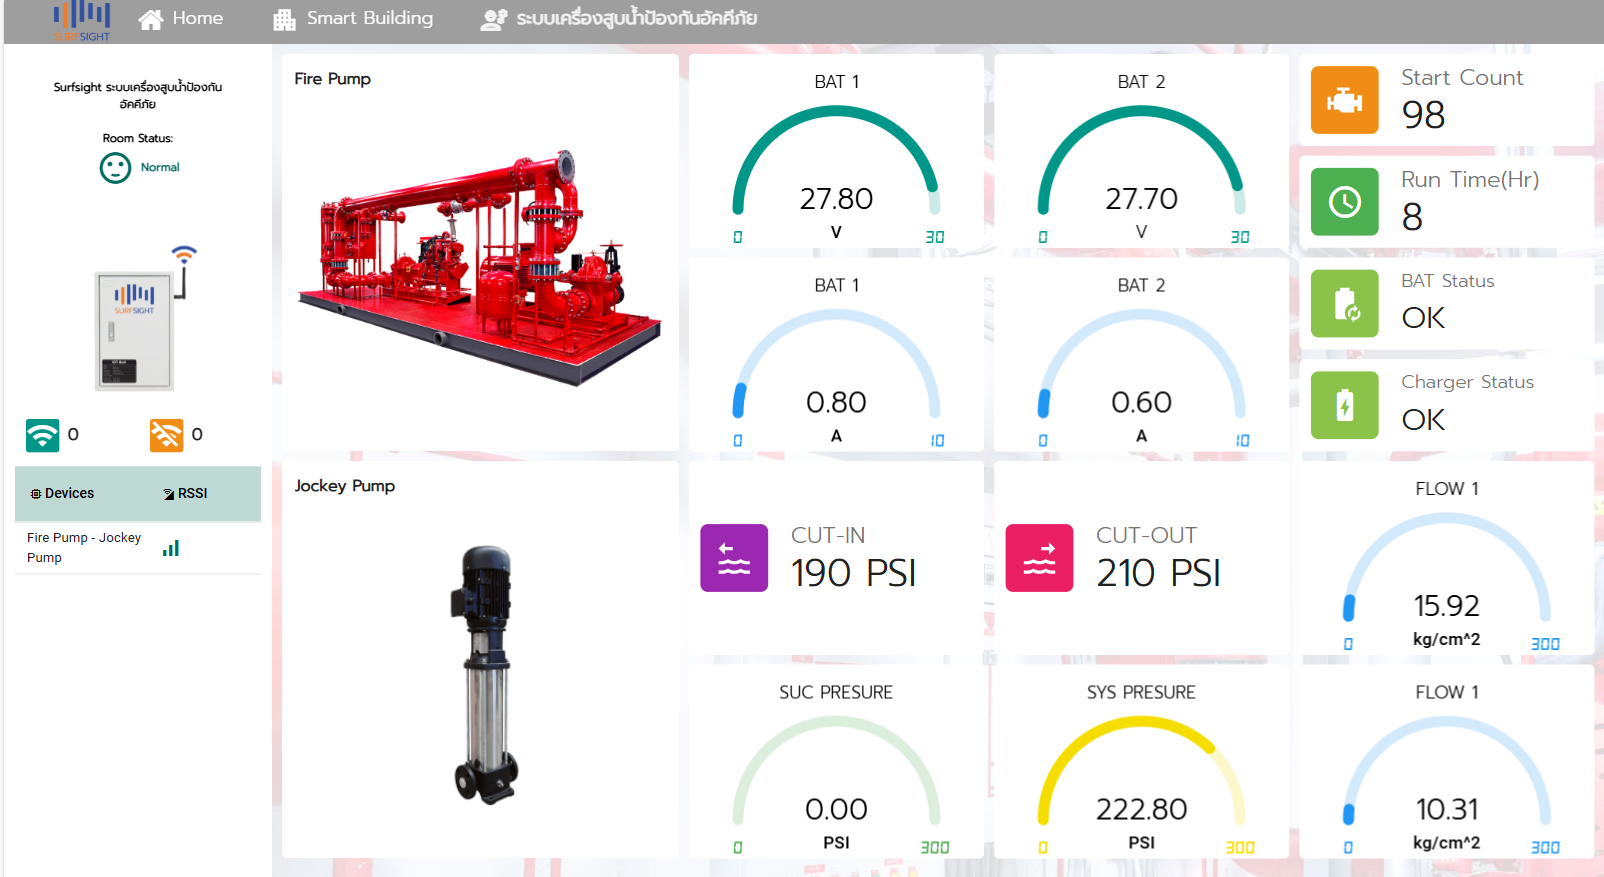 SURFSIGHT
Home
Smart Building
ระบบเครื่องสูบน้ำป้องกันอัคคีภัย
Surfsight ระบบเครื่องสูบน้ำป้องกัน
อัคคีภัย
Room Status:
Normal
SURFSIGHT
0
0
Devices
RSSI
Fire Pump - Jockey
Pump
Fire Pump
BAT 1
27.80
V
0
30
BAT 2
27.70
V
0
30
Start Count
98
Run Time(Hr)
8
BAT 1
0.80
A
0
10
BAT 2
0.60
A
0
10
BAT Status
OK
Charger Status
OK
Jockey Pump
CUT-IN
190 PSI
CUT-OUT
210 PSI
FLOW 1
15.92
kg/cm^2
0
300
SUC PRESURE
0.00
PSI
0
300
SYS PRESURE
222.80
PSI
0
300
FLOW 1
10.31
kg/cm^2
0
300